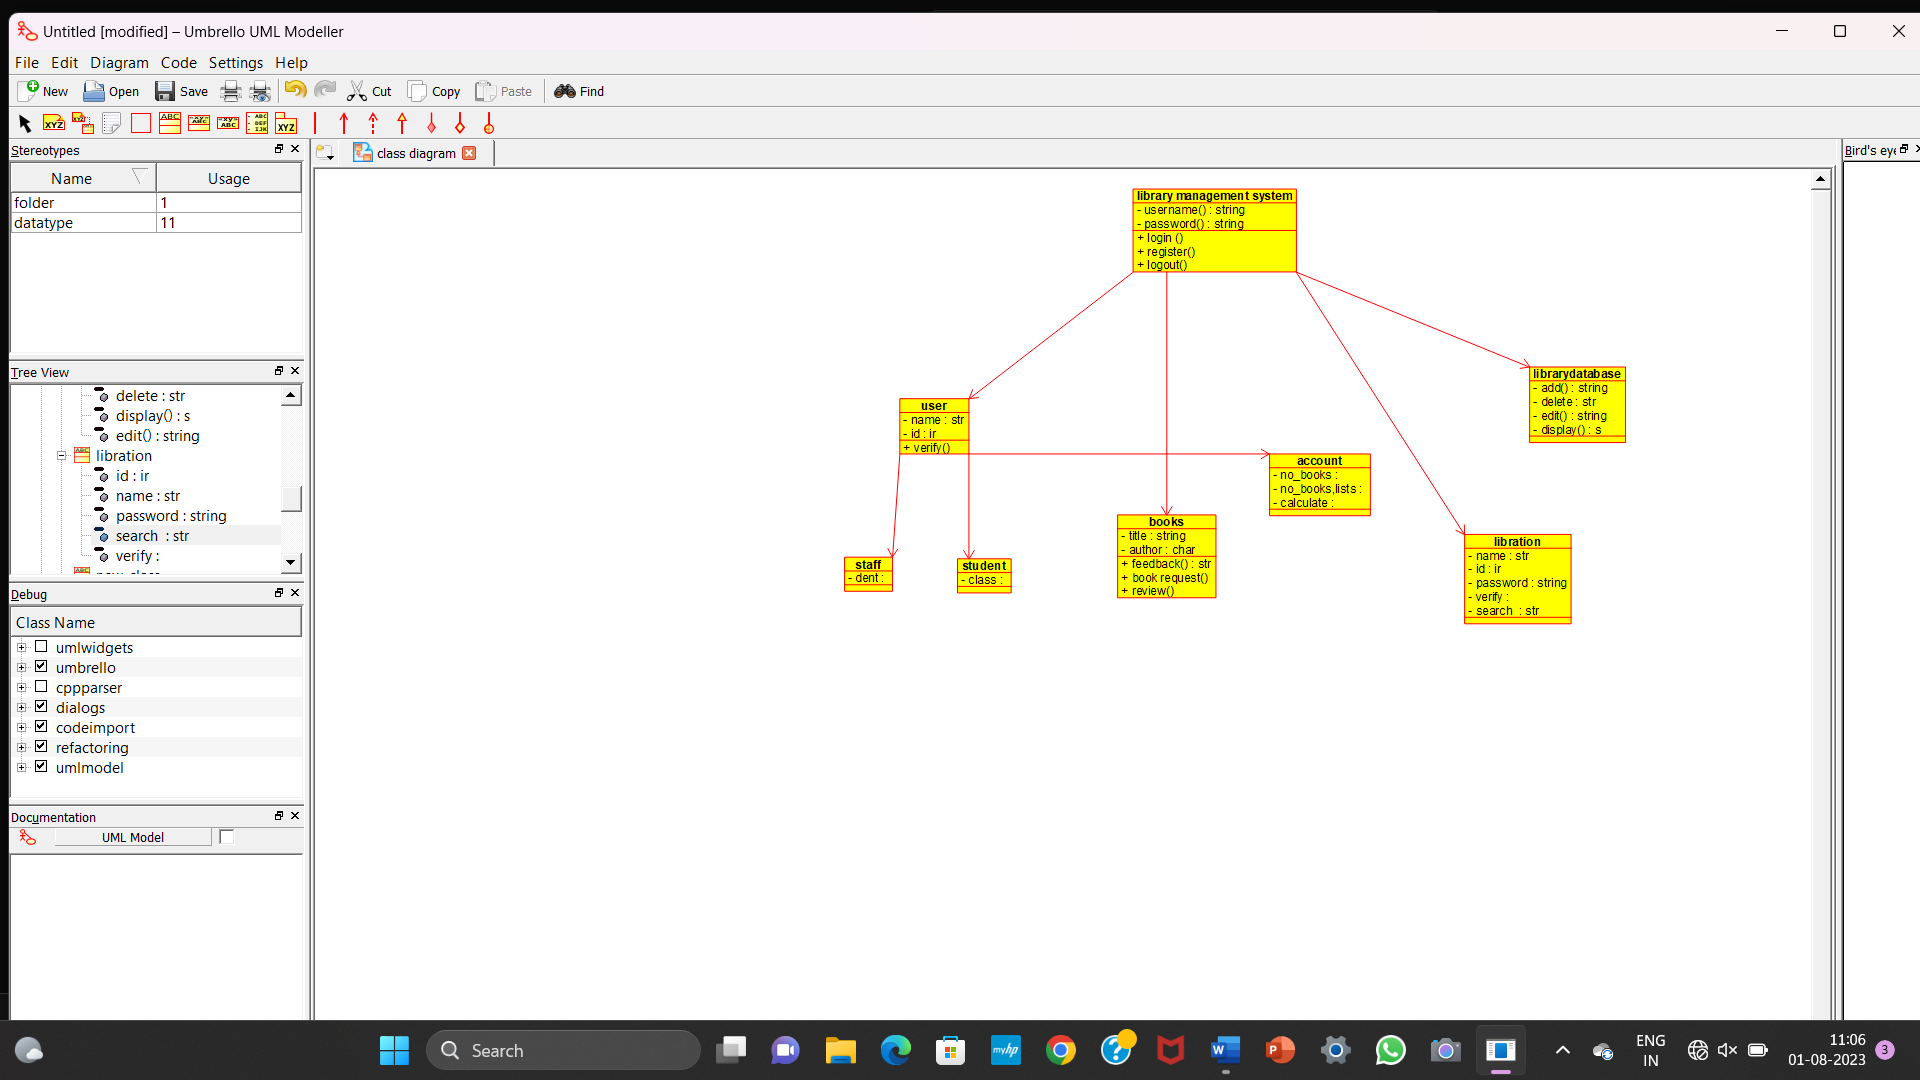 Untitled [modified] – Umbrello UML Modeller
File Edit Diagram Code Settings Help
New Open Save Cut Copy Paste Find
Stereotypes
Name Usage
folder 1
datatype 11
Tree View
delete : str
display() : s
edit() : string
libration
id : ir
name : str
password : string
search : str
verify :
Debug
Class Name
umlwidgets
umbrello
cppparser
dialogs
codeimport
refactoring
umlmodel
Documentation
UML Model
class diagram
Bird's eye
library management system
- username() : string
- password() : string
+ login ()
+ register()
+ logout()
user
- name : str
- id : ir
+ verify()
librarydatabase
- add() : string
- delete : str
- edit() : string
- display() : s
account
- no_books :
- no_books,lists :
- calculate :
books
- title : string
- author : char
+ feedback() : str
+ book request()
+ review()
libration
- name : str
- id : ir
- password : string
- verify :
- search : str
staff
- dent :
student
- class :
Search
myhp
ENG
IN
11:06
01-08-2023
3